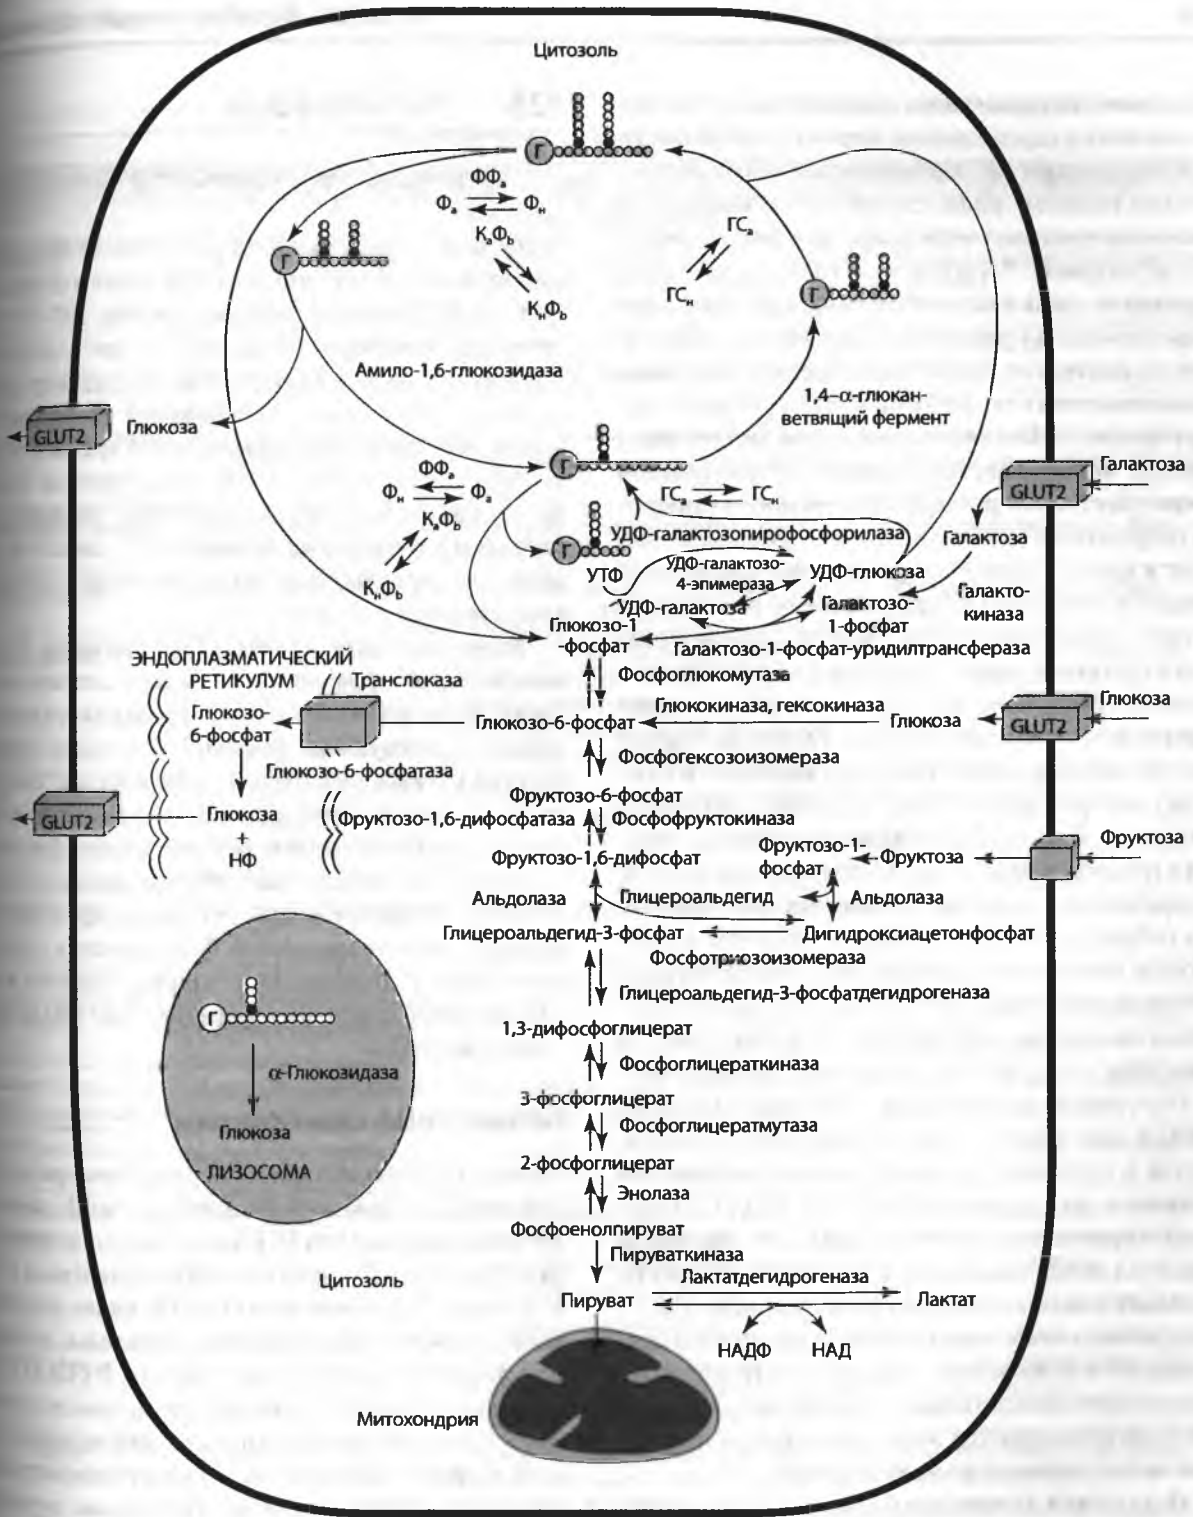 Цитозоль
Г
ФФа
Фа Фн
КаФb
КнФb
ГСа
ГСн
Г
Г
Амило-1,6-глюкозидаза
1,4–α-глюкан-
ветвящий фермент
GLUT2
Глюкоза
Г
ФФа
Фн Фа
КаФb
КнФb
ГСа ГСн
Галактоза
GLUT2
Галактоза
УДФ-галактозопирофосфорилаза
Г
УТФ
УДФ-галактозо-
4-эпимераза
УДФ-глюкоза
Галакто-
киназа
УДФ-галактоза
Галактозо-
1-фосфат
Глюкозо-1
-фосфат
Галактозо-1-фосфат-уридилтрансфераза
ЭНДОПЛАЗМАТИЧЕСКИЙ
РЕТИКУЛУМ
Транслоказа
Фосфоглюкомутаза
Глюкозо-
6-фосфат
Глюкозо-6-фосфат
Глюкокиназа, гексокиназа
Глюкоза
GLUT2
Глюкоза
Глюкозо-6-фосфатаза
Фосфогексозоизомераза
GLUT2
Глюкоза
+
НФ
Фруктозо-6-фосфат
Фруктозо-1,6-дифосфатаза
Фосфофруктокиназа
Фруктозо-1,6-дифосфат
Фруктозо-1-
фосфат
Фруктоза
Фруктоза
Альдолаза
Глицероальдегид
Альдолаза
Глицероальдегид-3-фосфат
Дигидроксиацетонфосфат
Фосфотриозоизомераза
Глицероальдегид-3-фосфатдегидрогеназа
1,3-дифосфоглицерат
Фосфоглицераткиназа
3-фосфоглицерат
Фосфоглицератмутаза
2-фосфоглицерат
Энолаза
Фосфоенолпируват
Пируваткиназа
Г
α-Глюкозидаза
Глюкоза
ЛИЗОСОМА
Цитозоль
Лактатдегидрогеназа
Пируват
Лактат
НАДФ НАД
Митохондрия